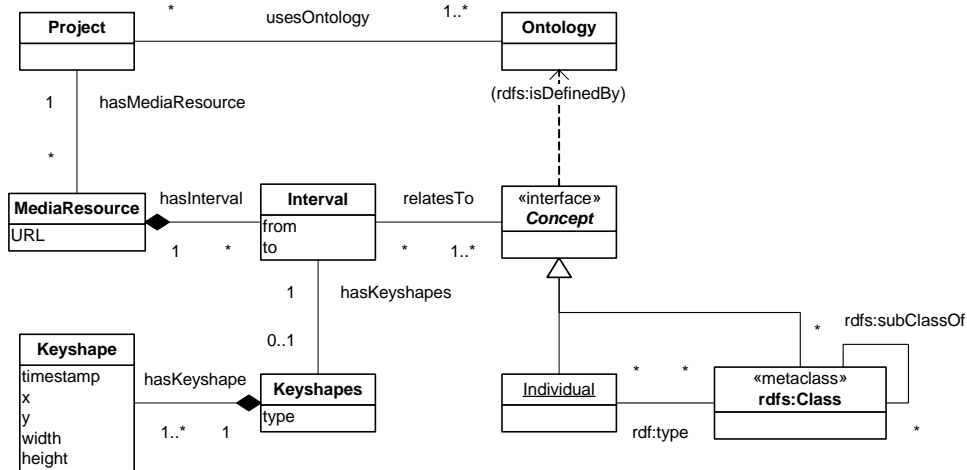 * usesOntology 1..*
Project
Ontology
1 hasMediaResource
*
(rdfs:isDefinedBy)
MediaResource
URL
hasInterval
1 *
Interval
from
to
relatesTo
* 1..*
«interface»
Concept
1 hasKeyshapes
0..1
Keyshape
timestamp
x
y
width
height
hasKeyshape
1..* 1
Keyshapes
type
Individual
* *
rdf:type
* rdfs:subClassOf
«metaclass»
rdfs:Class
*